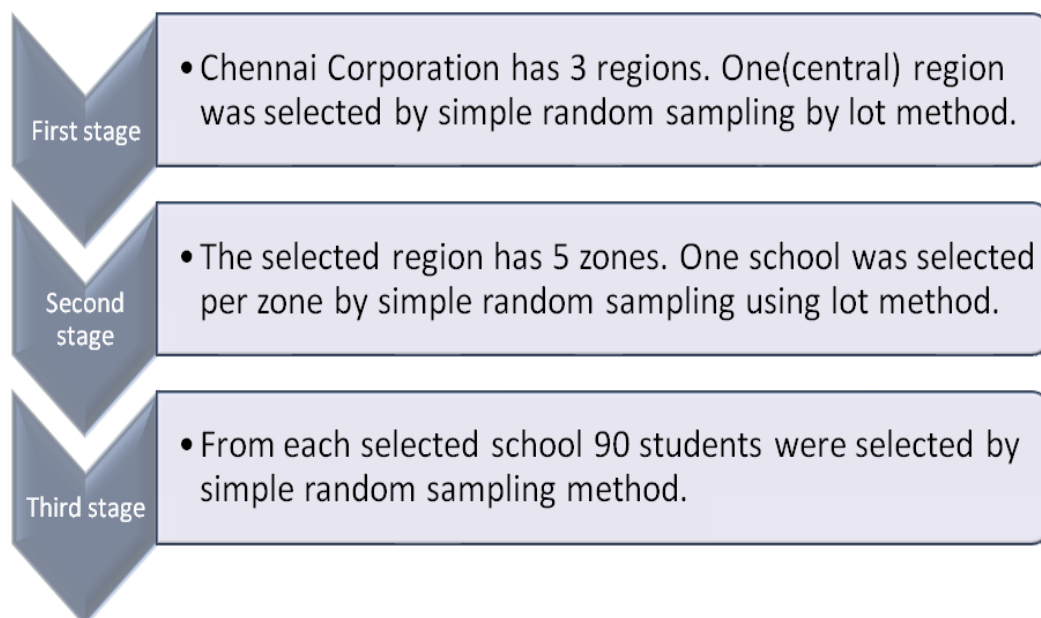 First stage
• Chennai Corporation has 3 regions. One(central) region
was selected by simple random sampling by lot method.
Second
stage
• The selected region has 5 zones. One school was selected
per zone by simple random sampling using lot method.
Third stage
• From each selected school 90 students were selected by
simple random sampling method.